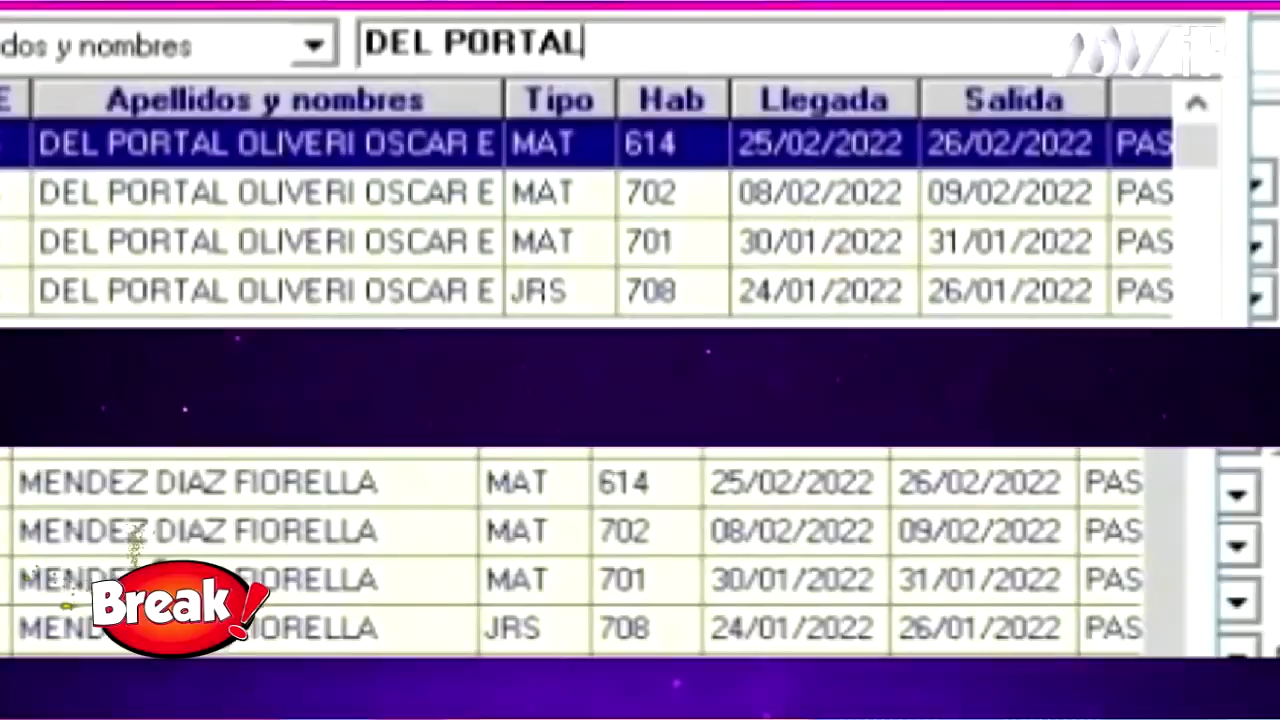 dos y nombres DEL PORTAL
E Apellidos y nombres Tipo Hab Llegada Salida
DEL PORTAL OLIVERI OSCAR E MAT 614 25/02/2022 26/02/2022 PAS
DEL PORTAL OLIVERI OSCAR E MAT 702 08/02/2022 09/02/2022 PAS
DEL PORTAL OLIVERI OSCAR E MAT 701 30/01/2022 31/01/2022 PAS
DEL PORTAL OLIVERI OSCAR E JRS 708 24/01/2022 26/01/2022 PAS
MENDEZ DIAZ FIORELLA MAT 614 25/02/2022 26/02/2022 PAS
MENDEZ DIAZ FIORELLA MAT 702 08/02/2022 09/02/2022 PAS
MENDEZ FIORELLA MAT 701 30/01/2022 31/01/2022 PAS
MEND IORELLA JRS 708 24/01/2022 26/01/2022 PAS
Break!